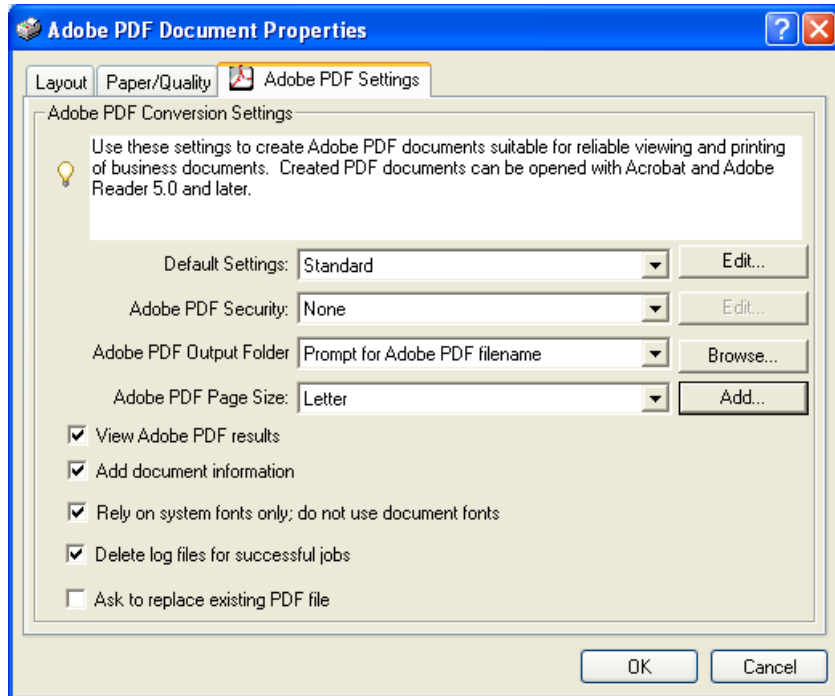 Adobe PDF Document Properties
Layout Paper/Quality Adobe PDF Settings
Adobe PDF Conversion Settings
Use these settings to create Adobe PDF documents suitable for reliable viewing and printing
of business documents. Created PDF documents can be opened with Acrobat and Adobe
Reader 5.0 and later.
Default Settings: Standard Edit...
Adobe PDF Security: None Edit...
Adobe PDF Output Folder Prompt for Adobe PDF filename Browse...
Adobe PDF Page Size: Letter Add...
View Adobe PDF results
Add document information
Rely on system fonts only; do not use document fonts
Delete log files for successful jobs
Ask to replace existing PDF file
OK Cancel